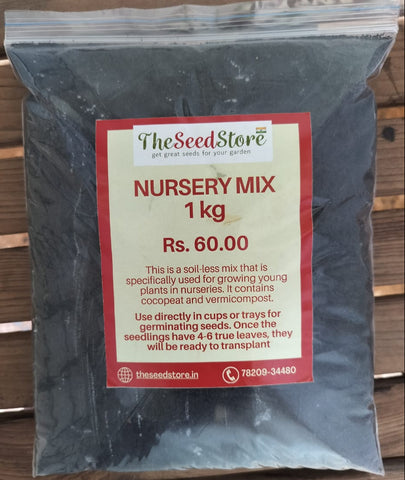 TheSeedStore
get great seeds for your garden
NURSERY MIX
1 kg
Rs. 60.00
This is a soil-less mix that is
specifically used for growing young
plants in nurseries. It contains
cocopeat and vermicompost.
Use directly in cups or trays for
germinating seeds. Once the
seedlings have 4-6 true leaves, they
will be ready to transplant
theseedstore.in 78209-34480